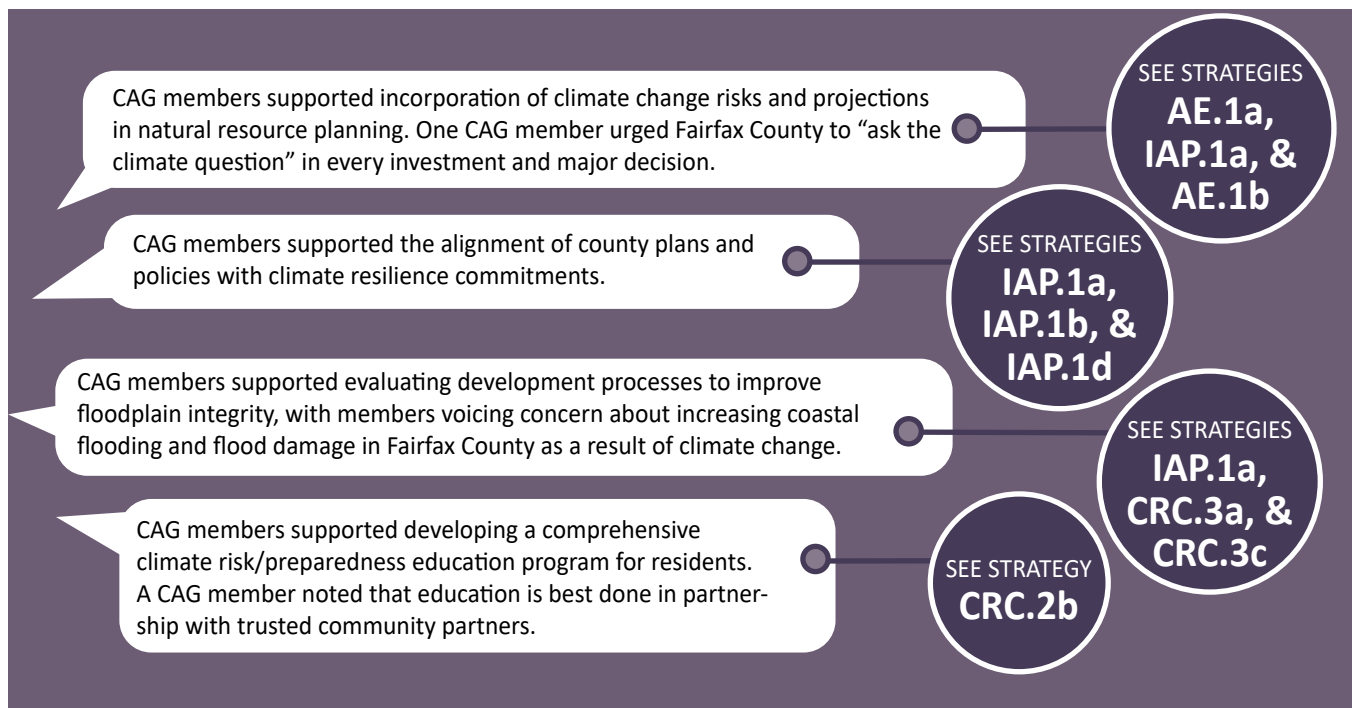 CAG members supported incorporation of climate change risks and projections
in natural resource planning. One CAG member urged Fairfax County to “ask the
climate question” in every investment and major decision.
SEE STRATEGIES
AE.1a,
IAP.1a, &
AE.1b
CAG members supported the alignment of county plans and
policies with climate resilience commitments.
SEE STRATEGIES
IAP.1a,
IAP.1b, &
IAP.1d
CAG members supported evaluating development processes to improve
floodplain integrity, with members voicing concern about increasing coastal
flooding and flood damage in Fairfax County as a result of climate change.
SEE STRATEGIES
IAP.1a,
CRC.3a, &
CRC.3c
CAG members supported developing a comprehensive
climate risk/preparedness education program for residents.
A CAG member noted that education is best done in partner-
ship with trusted community partners.
SEE STRATEGY
CRC.2b